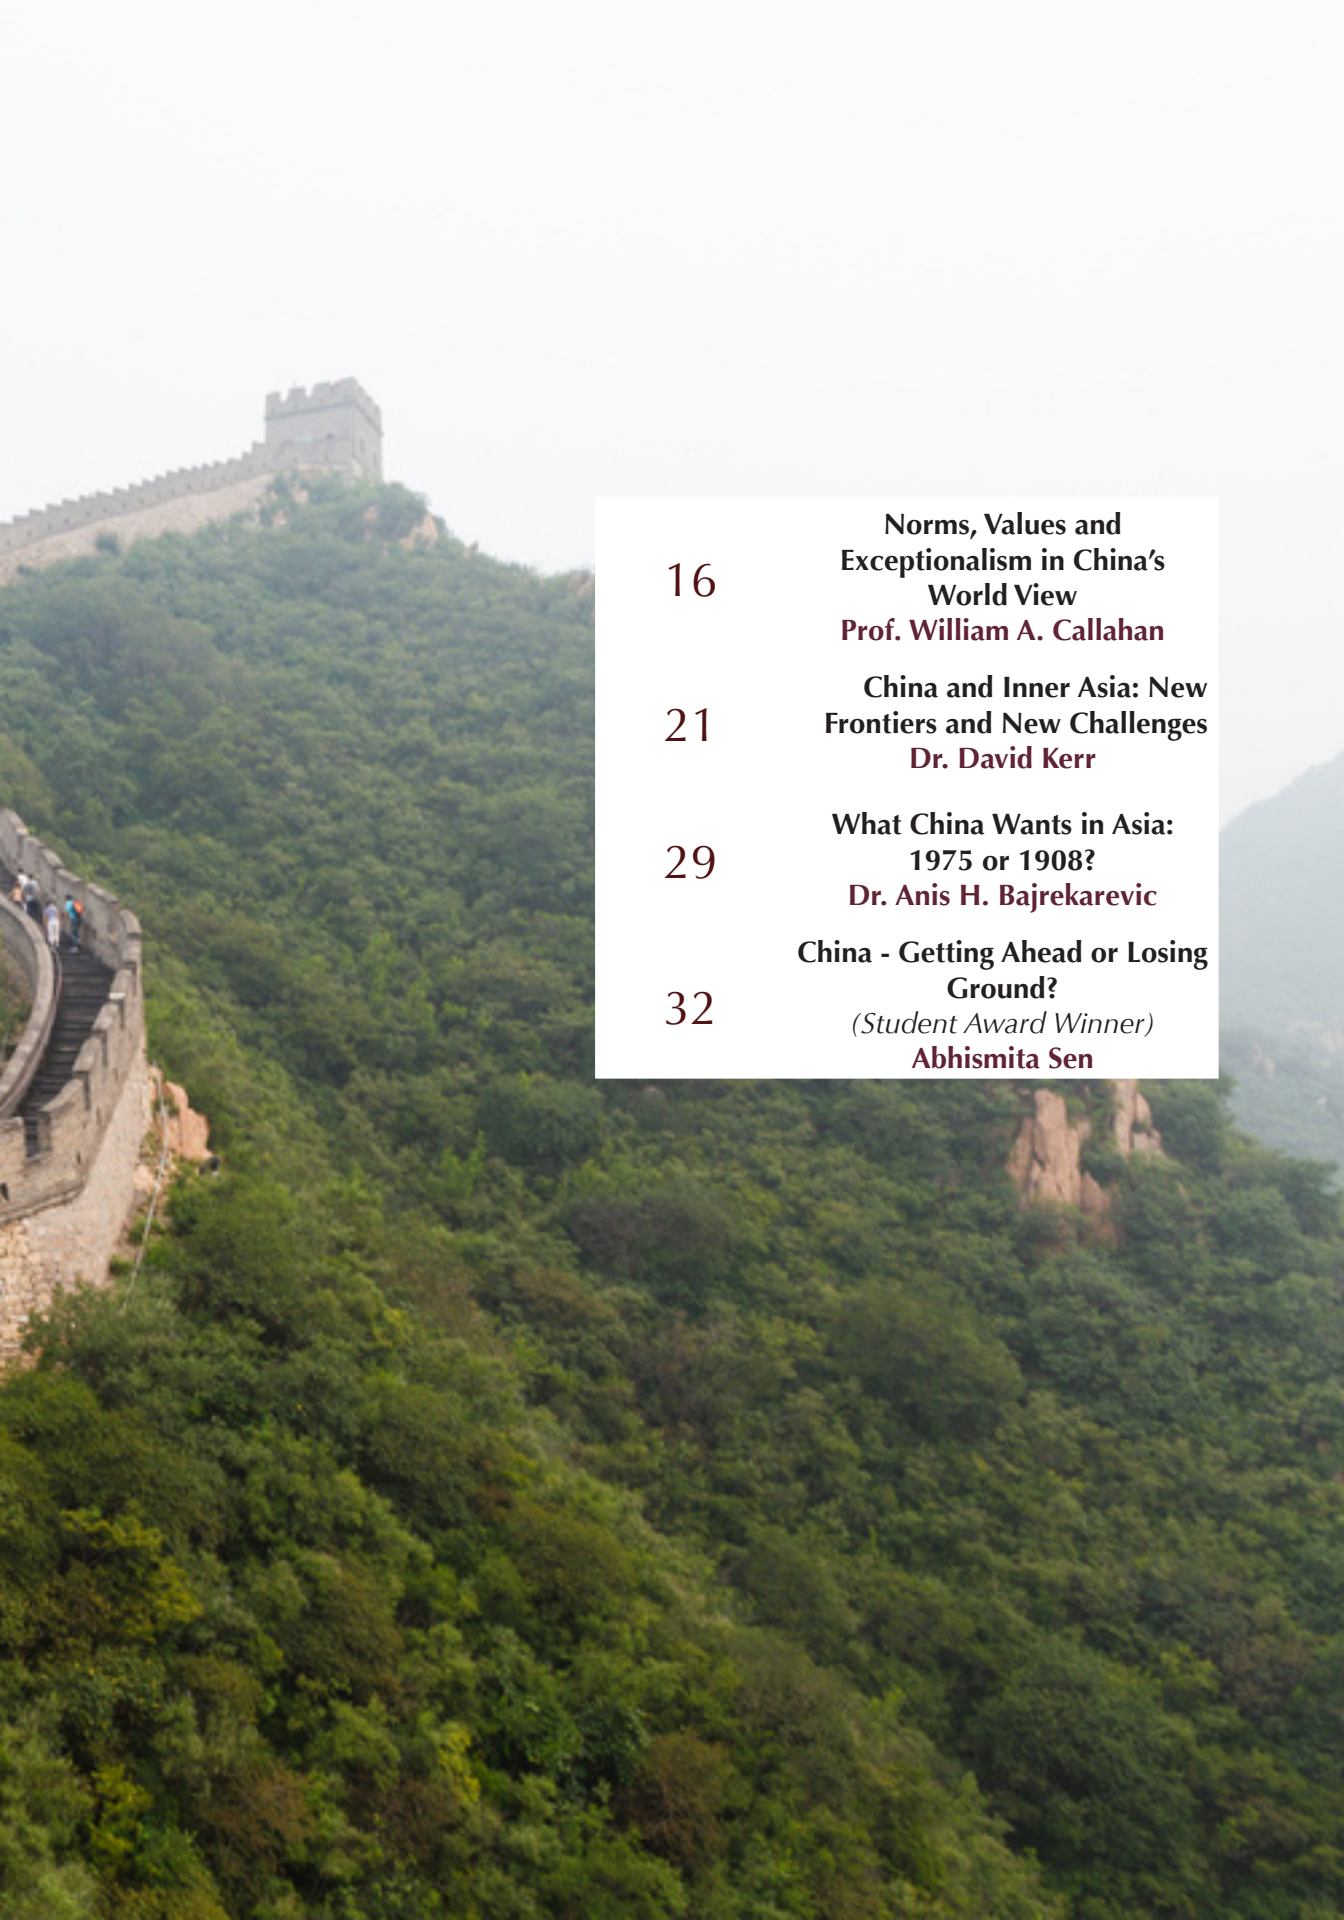 16
Norms, Values and
Exceptionalism in China’s
World View
Prof. William A. Callahan
21
China and Inner Asia: New
Frontiers and New Challenges
Dr. David Kerr
29
What China Wants in Asia:
1975 or 1908?
Dr. Anis H. Bajrekarevic
32
China - Getting Ahead or Losing
Ground?
(Student Award Winner)
Abhismita Sen